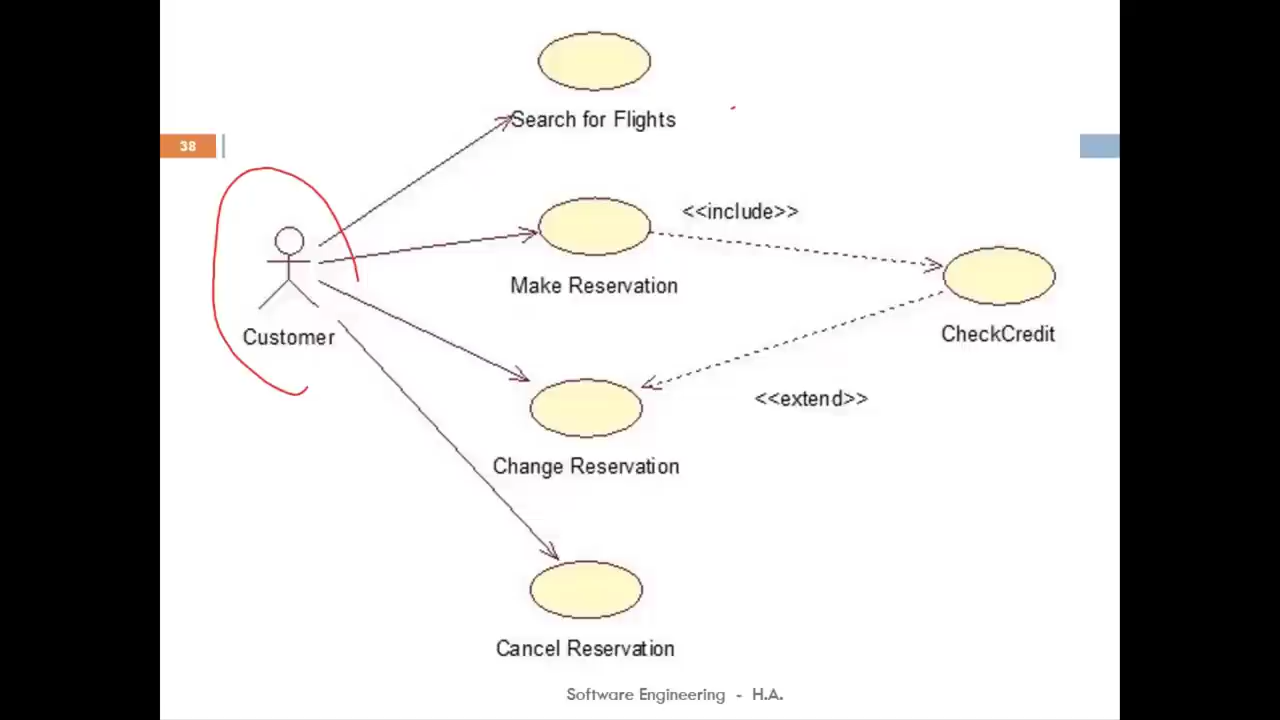 Search for Flights
38
<<include>>
Make Reservation
CheckCredit
Customer
<<extend>>
Change Reservation
Cancel Reservation
Software Engineering - H.A.